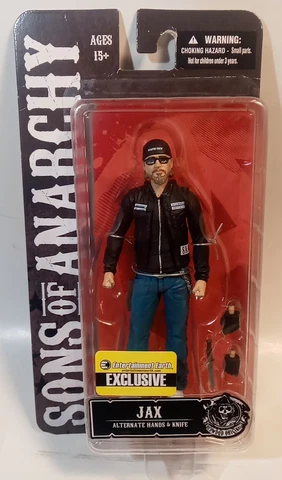 SONS OF ANARCHY
AGES
15+
WARNING:
CHOKING HAZARD - Small parts.
Not for children under 3 years.
Entertainment Earth
EXCLUSIVE
JAX
ALTERNATE HANDS & KNIFE